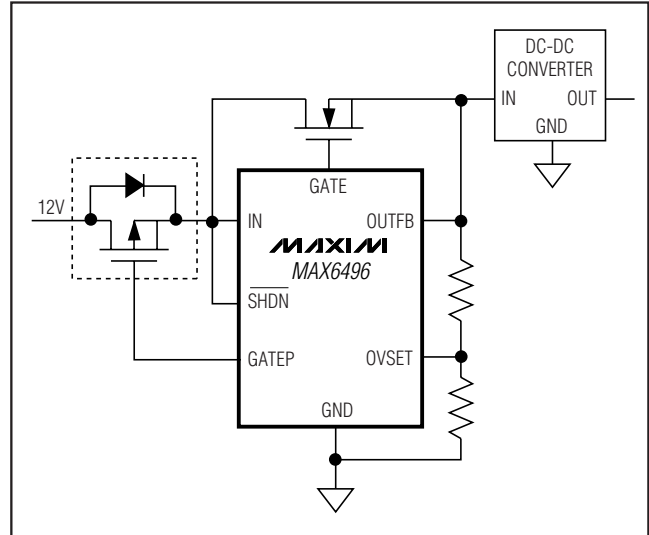 DC-DC
CONVERTER
IN OUT
GND
12V
GATE
IN OUTFB
MAXIM
MAX6496
SHDN
GATEP OVSET
GND